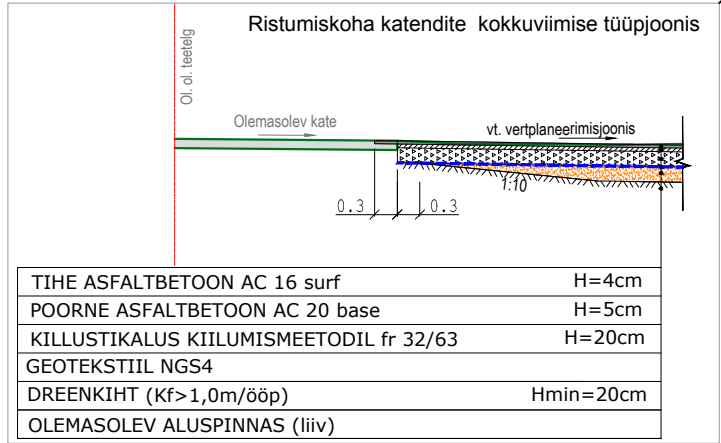 Ristumiskoha katendite kokkuviimise tüüpjoonis
Ol. ol. teetelg
Olemasolev kate
vt. vertplaneerimisjoonis
1:10
0.3 0.3
TIHE ASFALTBETOON AC 16 surf H=4cm
POORNE ASFALTBETOON AC 20 base H=5cm
KILLUSTIKALUS KIILUMISMEETODIL fr 32/63 H=20cm
GEOTEKSTIIL NGS4
DREENKIHT (Kf>1,0m/ööp) Hmin=20cm
OLEMASOLEV ALUSPINNAS (liiv)